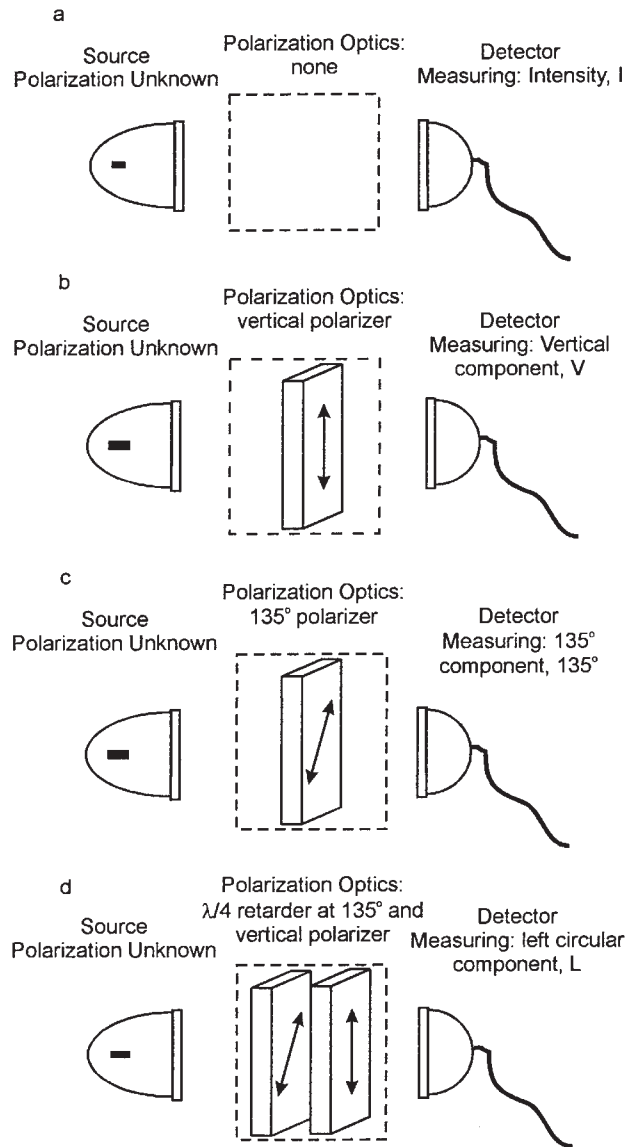 a
Source
Polarization Unknown
Polarization Optics:
none
Detector
Measuring: Intensity, I
b
Source
Polarization Unknown
Polarization Optics:
vertical polarizer
Detector
Measuring: Vertical
component, V
c
Source
Polarization Unknown
Polarization Optics:
135° polarizer
Detector
Measuring: 135°
component, 135°
d
Source
Polarization Unknown
Polarization Optics:
λ/4 retarder at 135° and
vertical polarizer
Detector
Measuring: left circular
component, L